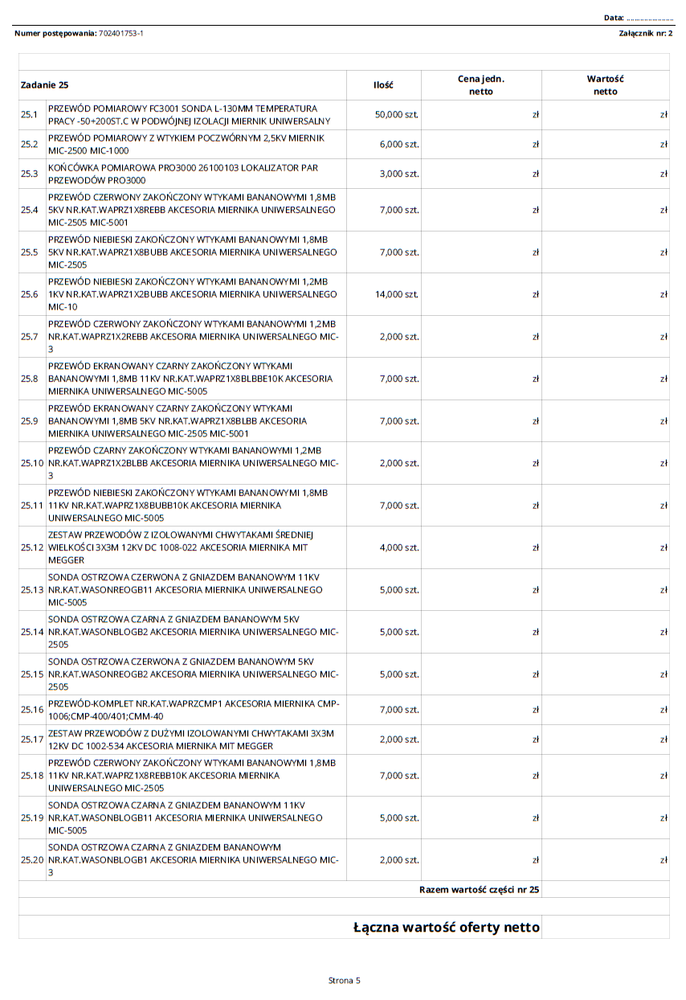 Data: ........................
Numer postępowania: 702401753-1 Załącznik nr: 2
Zadanie 25 Ilość Cena jedn. netto Wartość netto
25.1 PRZEWÓD POMIAROWY FC3001 SONDA L-130MM TEMPERATURA
PRACY -50+200ST.C W PODWÓJNEJ IZOLACJI MIERNIK UNIWERSALNY 50,000 szt. zł zł
25.2 PRZEWÓD POMIAROWY Z WTYKIEM POCZWÓRNYM 2,5KV MIERNIK
MIC-2500 MIC-1000 6,000 szt. zł zł
25.3 KOŃCÓWKA POMIAROWA PRO3000 26100103 LOKALIZATOR PAR
PRZEWODÓW PRO3000 3,000 szt. zł zł
25.4 PRZEWÓD CZERWONY ZAKOŃCZONY WTYKAMI BANANOWYMI 1,8MB
5KV NR.KAT.WAPRZ1X8REBB AKCESORIA MIERNIKA UNIWERSALNEGO
MIC-2505 MIC-5001 7,000 szt. zł zł
25.5 PRZEWÓD NIEBIESKI ZAKOŃCZONY WTYKAMI BANANOWYMI 1,8MB
5KV NR.KAT.WAPRZ1X8BUBB AKCESORIA MIERNIKA UNIWERSALNEGO
MIC-2505 7,000 szt. zł zł
25.6 PRZEWÓD NIEBIESKI ZAKOŃCZONY WTYKAMI BANANOWYMI 1,2MB
1KV NR.KAT.WAPRZ1X2BUBB AKCESORIA MIERNIKA UNIWERSALNEGO
MIC-10 14,000 szt. zł zł
25.7 PRZEWÓD CZERWONY ZAKOŃCZONY WTYKAMI BANANOWYMI 1,2MB
NR.KAT.WAPRZ1X2REBB AKCESORIA MIERNIKA UNIWERSALNEGO MIC-
3 2,000 szt. zł zł
25.8 PRZEWÓD EKRANOWANY CZARNY ZAKOŃCZONY WTYKAMI
BANANOWYMI 1,8MB 11KV NR.KAT.WAPRZ1X8BLBBE10K AKCESORIA
MIERNIKA UNIWERSALNEGO MIC-5005 7,000 szt. zł zł
25.9 PRZEWÓD EKRANOWANY CZARNY ZAKOŃCZONY WTYKAMI
BANANOWYMI 1,8MB 5KV NR.KAT.WAPRZ1X8BLBB AKCESORIA
MIERNIKA UNIWERSALNEGO MIC-2505 MIC-5001 7,000 szt. zł zł
25.10 PRZEWÓD CZARNY ZAKOŃCZONY WTYKAMI BANANOWYMI 1,2MB
NR.KAT.WAPRZ1X2BLBB AKCESORIA MIERNIKA UNIWERSALNEGO MIC-
3 2,000 szt. zł zł
25.11 PRZEWÓD NIEBIESKI ZAKOŃCZONY WTYKAMI BANANOWYMI 1,8MB
11KV NR.KAT.WAPRZ1X8BUBB10K AKCESORIA MIERNIKA
UNIWERSALNEGO MIC-5005 7,000 szt. zł zł
25.12 ZESTAW PRZEWODÓW Z IZOLOWANYMI CHWYTAKAMI ŚREDNIEJ
WIELKOŚCI 3X3M 12KV DC 1008-022 AKCESORIA MIERNIKA MIT
MEGGER 4,000 szt. zł zł
25.13 SONDA OSTRZOWA CZERWONA Z GNIAZDEM BANANOWYM 11KV
NR.KAT.WASONREOGB11 AKCESORIA MIERNIKA UNIWERSALNEGO
MIC-5005 5,000 szt. zł zł
25.14 SONDA OSTRZOWA CZARNA Z GNIAZDEM BANANOWYM 5KV
NR.KAT.WASONBLOGB2 AKCESORIA MIERNIKA UNIWERSALNEGO MIC-
2505 5,000 szt. zł zł
25.15 SONDA OSTRZOWA CZERWONA Z GNIAZDEM BANANOWYM 5KV
NR.KAT.WASONREOGB2 AKCESORIA MIERNIKA UNIWERSALNEGO MIC-
2505 5,000 szt. zł zł
25.16 PRZEWÓD-KOMPLET NR.KAT.WAPRZCMP1 AKCESORIA MIERNIKA CMP-
1006;CMP-400/401;CMM-40 7,000 szt. zł zł
25.17 ZESTAW PRZEWODÓW Z DUŻYMI IZOLOWANYMI CHWYTAKAMI 3X3M
12KV DC 1002-534 AKCESORIA MIERNIKA MIT MEGGER 2,000 szt. zł zł
25.18 PRZEWÓD CZERWONY ZAKOŃCZONY WTYKAMI BANANOWYMI 1,8MB
11KV NR.KAT.WAPRZ1X8REBB10K AKCESORIA MIERNIKA
UNIWERSALNEGO MIC-2505 7,000 szt. zł zł
25.19 SONDA OSTRZOWA CZARNA Z GNIAZDEM BANANOWYM 11KV
NR.KAT.WASONBLOGB11 AKCESORIA MIERNIKA UNIWERSALNEGO
MIC-5005 5,000 szt. zł zł
25.20 SONDA OSTRZOWA CZARNA Z GNIAZDEM BANANOWYM
NR.KAT.WASONBLOGB1 AKCESORIA MIERNIKA UNIWERSALNEGO MIC-
3 2,000 szt. zł zł
Razem wartość części nr 25
Łączna wartość oferty netto
Strona 5